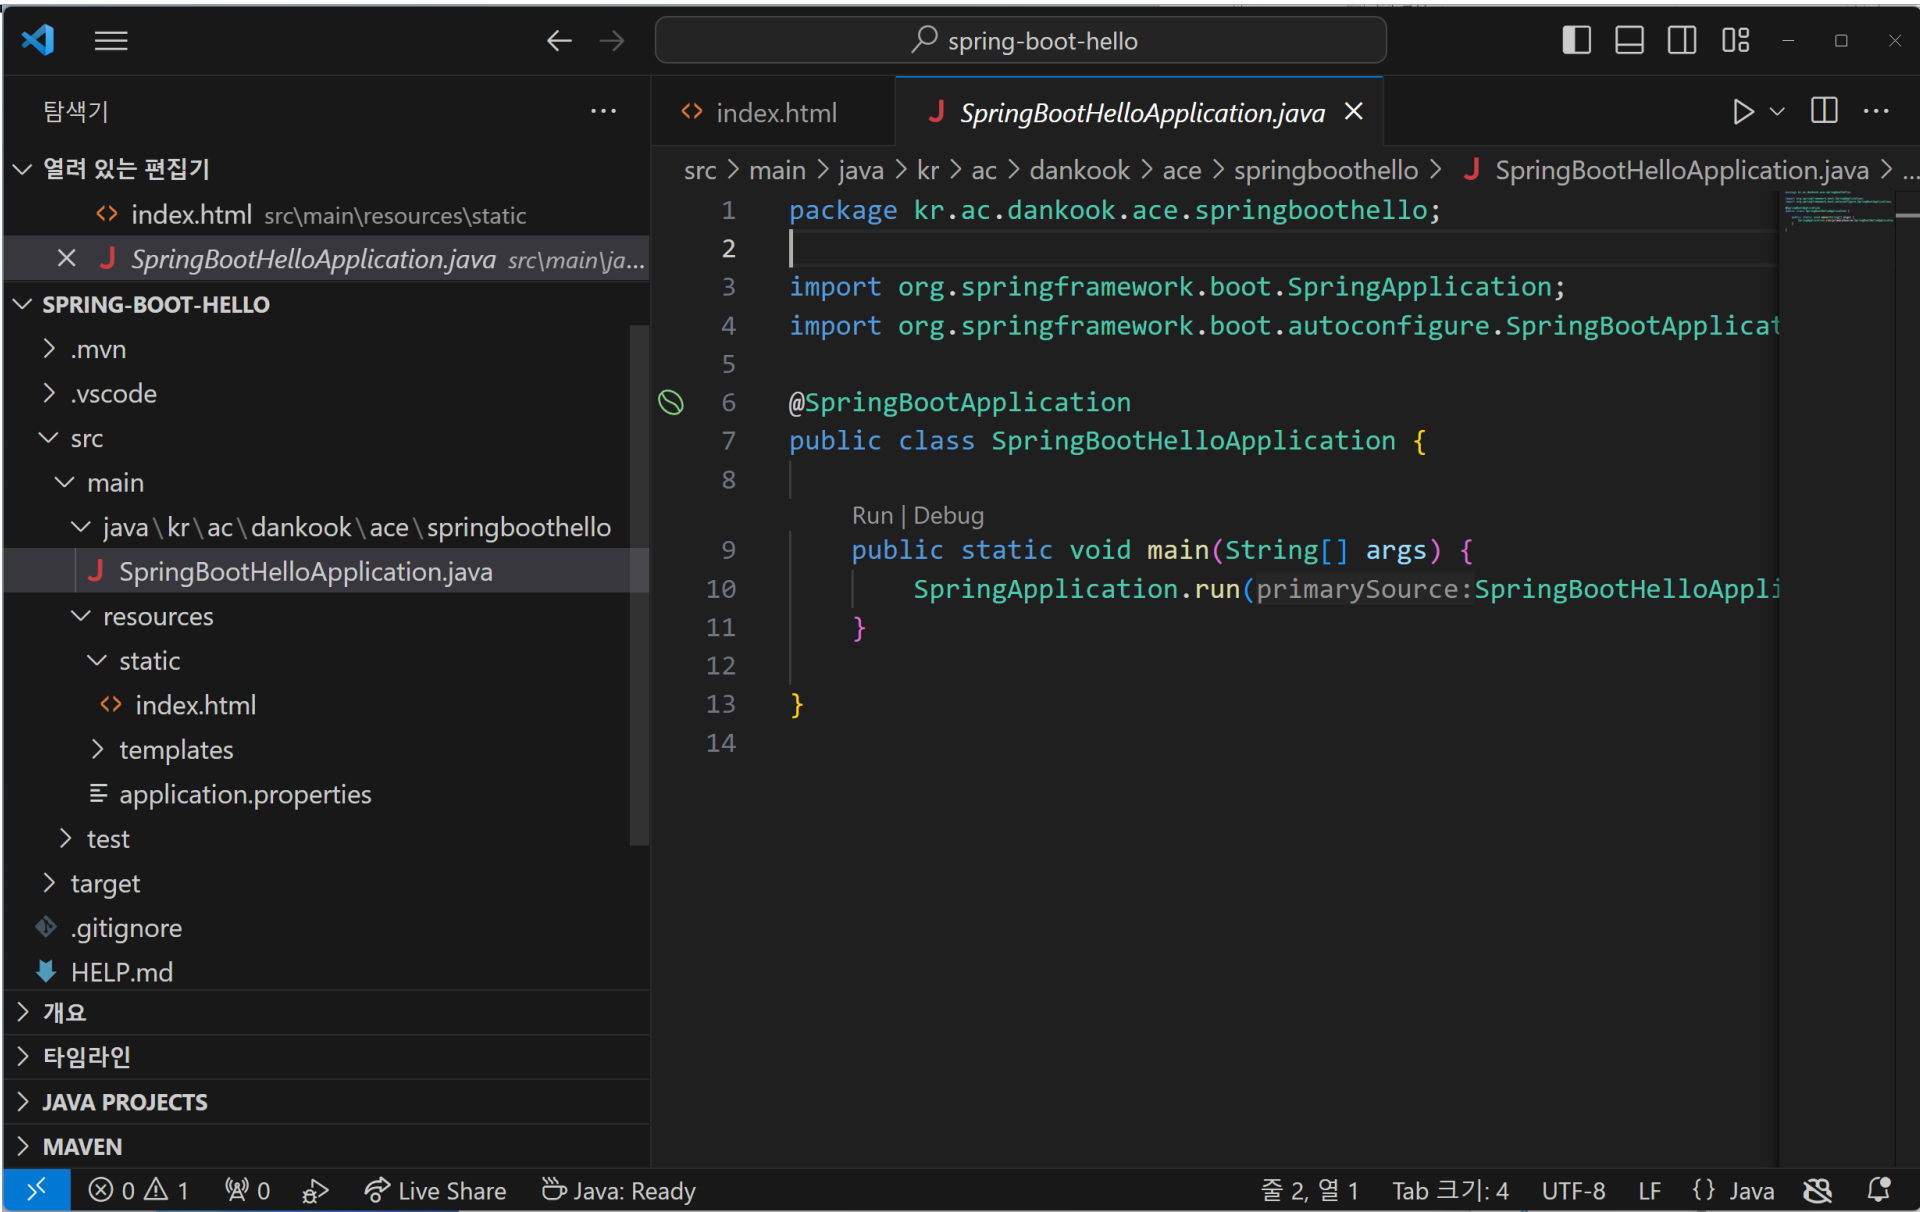 spring-boot-hello
탐색기
열려 있는 편집기
index.html src\main\resources\static
SpringBootHelloApplication.java src\main\ja...
SPRING-BOOT-HELLO
.mvn
.vscode
src
main
java\kr\ac\dankook\ace\springboothello
SpringBootHelloApplication.java
resources
static
index.html
templates
application.properties
test
target
.gitignore
HELP.md
개요
타임라인
JAVA PROJECTS
MAVEN
index.html
SpringBootHelloApplication.java
src > main > java > kr > ac > dankook > ace > springboothello > SpringBootHelloApplication.java > ...
1 package kr.ac.dankook.ace.springboothello;
2
3 import org.springframework.boot.SpringApplication;
4 import org.springframework.boot.autoconfigure.SpringBootApplicat
5
6 @SpringBootApplication
7 public class SpringBootHelloApplication {
8
Run | Debug
9 public static void main(String[] args) {
10 SpringApplication.run(primarySource:SpringBootHelloAppli
11 }
12
13 }
14
0 1 0 Live Share Java: Ready 줄 2, 열 1 Tab 크기: 4 UTF-8 LF {} Java